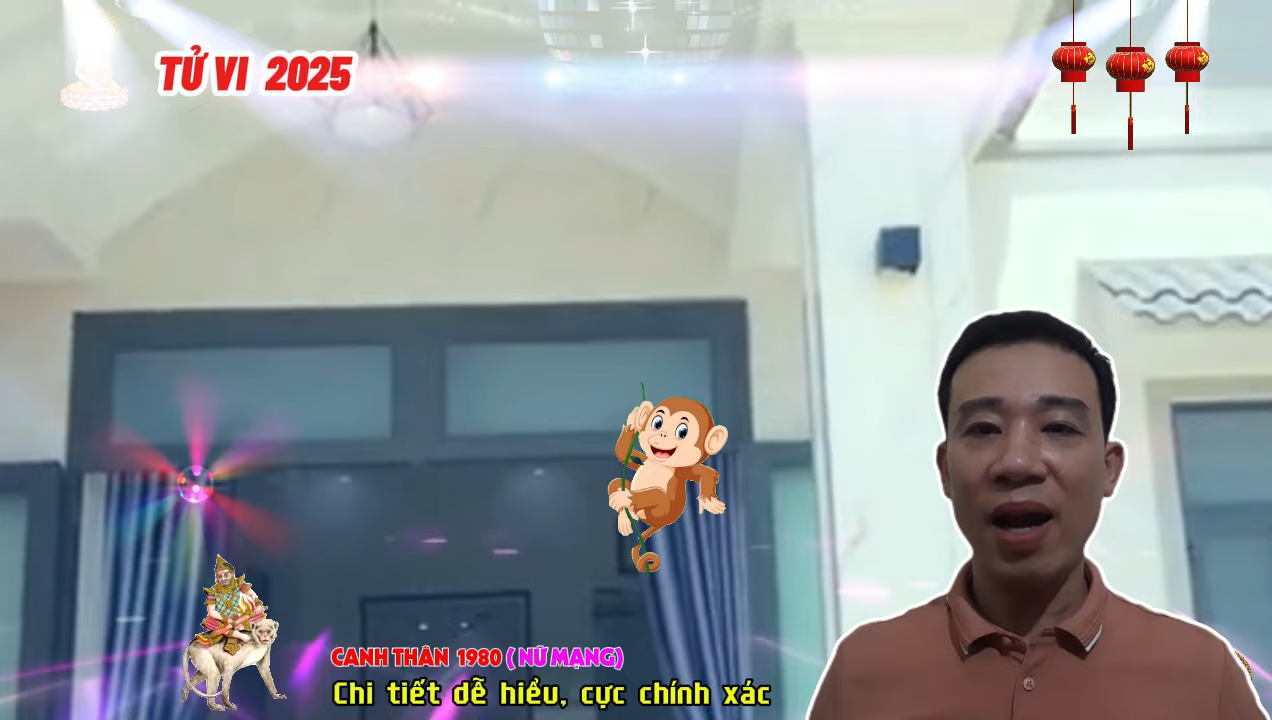 TỬ VI 2025
CANH THÂN 1980 ( NỮ MẠNG)
Chi tiết dễ hiểu, cực chính xác